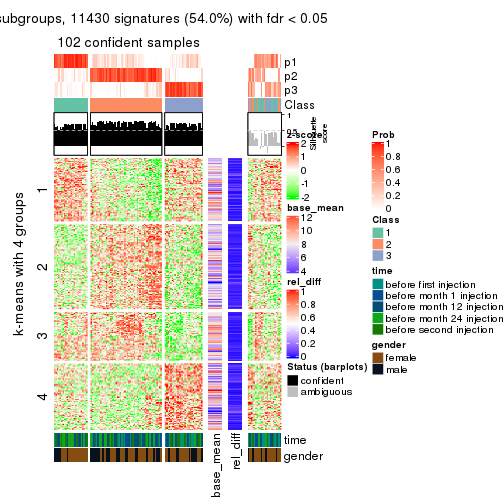 subgroups, 11430 signatures (54.0%) with fdr < 0.05
102 confident samples
p1
p2
p3
Class
1
0.5
Silhouette
score
k-means with 4 groups
1
2
3
4
base_mean
rel_diff
time
gender
z-score
2
1
0
-1
-2
base_mean
12
10
8
6
4
rel_diff
1
0.8
0.6
0.4
0.2
0
Status (barplots)
confident
ambiguous
Prob
1
0.8
0.6
0.4
0.2
0
Class
1
2
3
time
before first injection
before month 1 injection
before month 12 injection
before month 24 injection
before second injection
gender
female
male